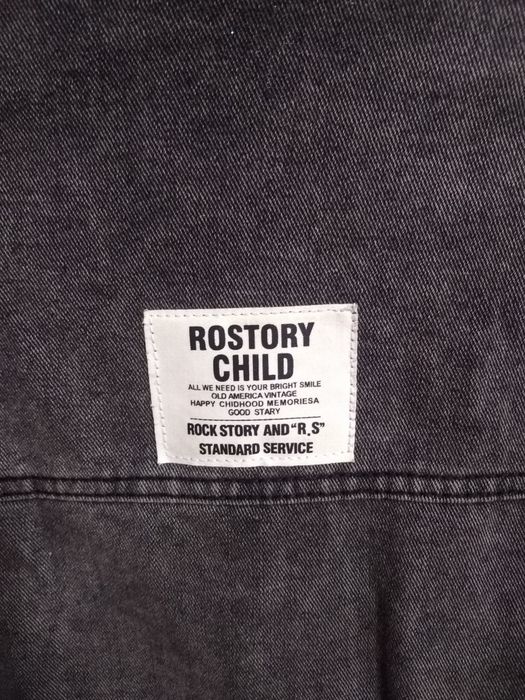 ROSTORY
CHILD
ALL WE NEED IS YOUR BRIGHT SMILE
OLD AMERICA VINTAGE
HAPPY CHIDHOOD MEMORIESA
GOOD STARY
ROCK STORY AND "R.S"
STANDARD SERVICE